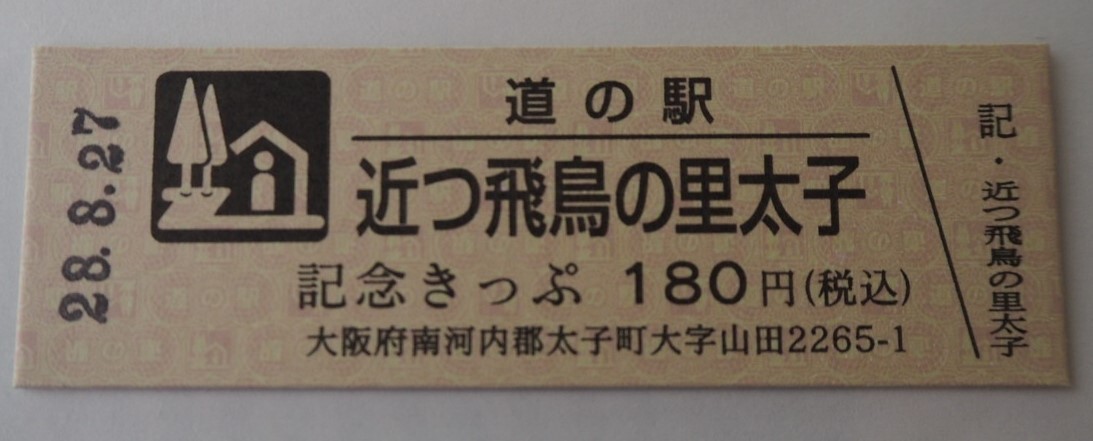 28.8.27
道の駅
近つ飛鳥の里太子
記念きっぷ 180円(税込)
大阪府南河内郡太子町大字山田2265-1
記・近つ飛鳥の里太子